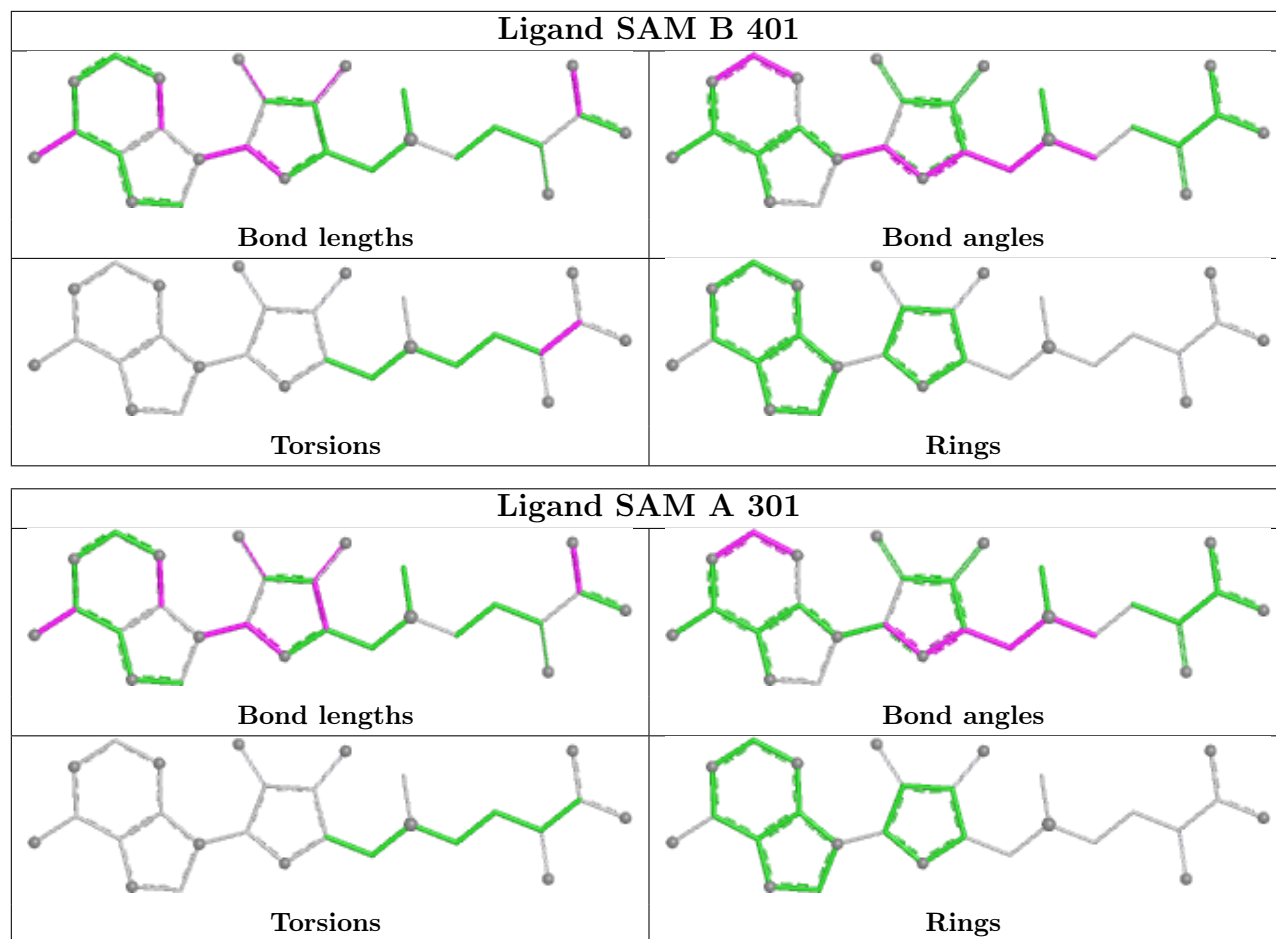 Ligand SAM B 401
Bond lengths
Bond angles
Torsions
Rings
Ligand SAM A 301
Bond lengths
Bond angles
Torsions
Rings